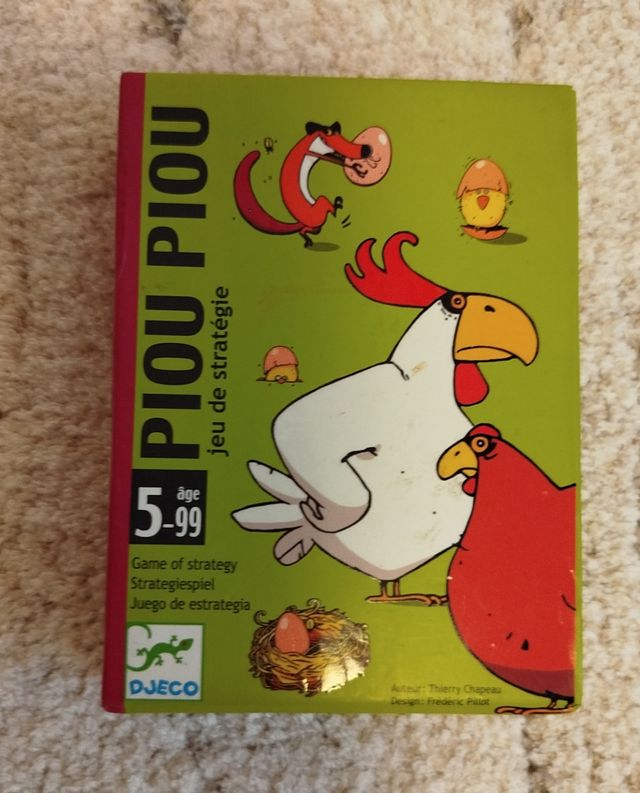 PIOU PIOU
jeu de stratégie
âge
5-99
Game of strategy
Strategiespiel
Juego de estrategia
DJECO
Auteur: Thierry Chapeau
Design: Frédéric Pillot